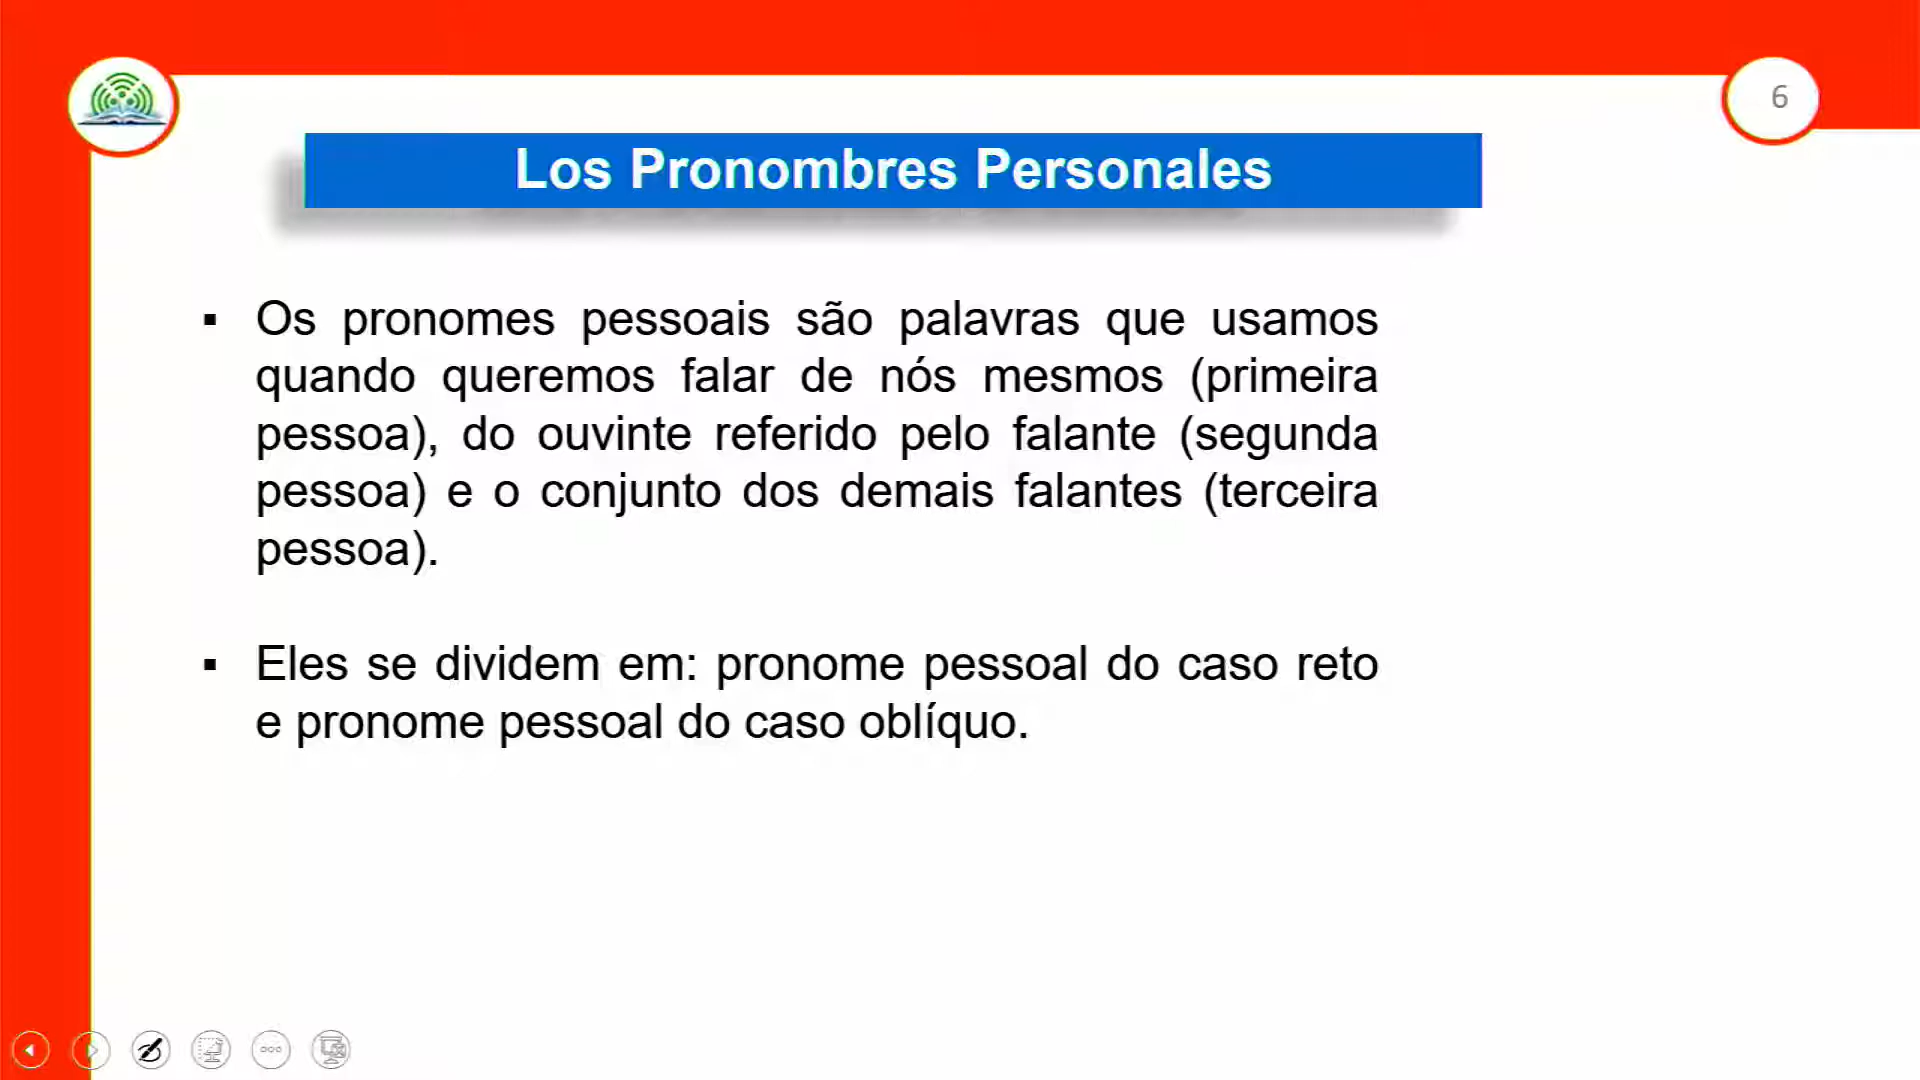 6
Los Pronombres Personales
▪ Os pronomes pessoais são palavras que usamos
quando queremos falar de nós mesmos (primeira
pessoa), do ouvinte referido pelo falante (segunda
pessoa) e o conjunto dos demais falantes (terceira
pessoa).
▪ Eles se dividem em: pronome pessoal do caso reto
e pronome pessoal do caso oblíquo.